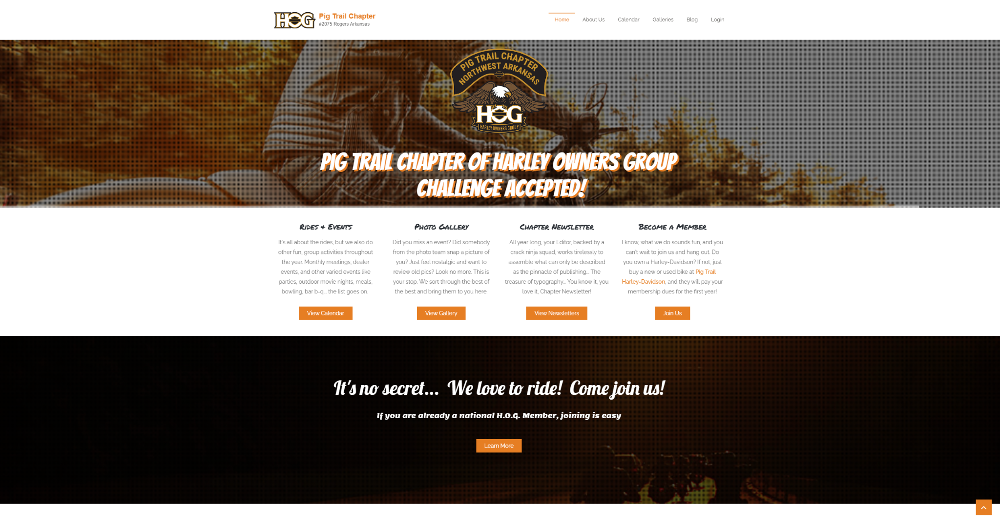 HOG
Pig Trail Chapter
#2075 Rogers Arkansas
Home About Us Calendar Galleries Blog Login
PIG TRAIL CHAPTER
NORTHWEST ARKANSAS
HOG
HARLEY OWNERS GROUP
PIG TRAIL CHAPTER OF HARLEY OWNERS GROUP
CHALLENGE ACCEPTED!
Rides & Events
It's all about the rides, but we also do
other fun, group activities throughout
the year. Monthly meetings, dealer
events, and other varied events like
parties, outdoor movie nights, meals,
bowling, bar b-q... the list goes on.
View Calendar
Photo Gallery
Did you miss an event? Did somebody
from the photo team snap a picture of
you? Just feel nostalgic and want to
review old pics? Look no more. This is
your stop. We sort through the best of
the best and bring them to you here.
View Gallery
Chapter Newsletter
All year long, your Editor, backed by a
crack ninja squad, works tirelessly to
assemble what can only be described
as the pinnacle of publishing... The
treasure of typography... You know it, you
love it, Chapter Newsletter!
View Newsletters
Become a Member
I know, what we do sounds fun, and you
can't wait to join us and hang out. Do
you own a Harley-Davidson? If not, just
buy a new or used bike at Pig Trail
Harley-Davidson, and they will pay your
membership dues for the first year!
Join Us
It's no secret... We love to ride! Come join us!
If you are already a national H.O.G. Member, joining is easy
Learn More